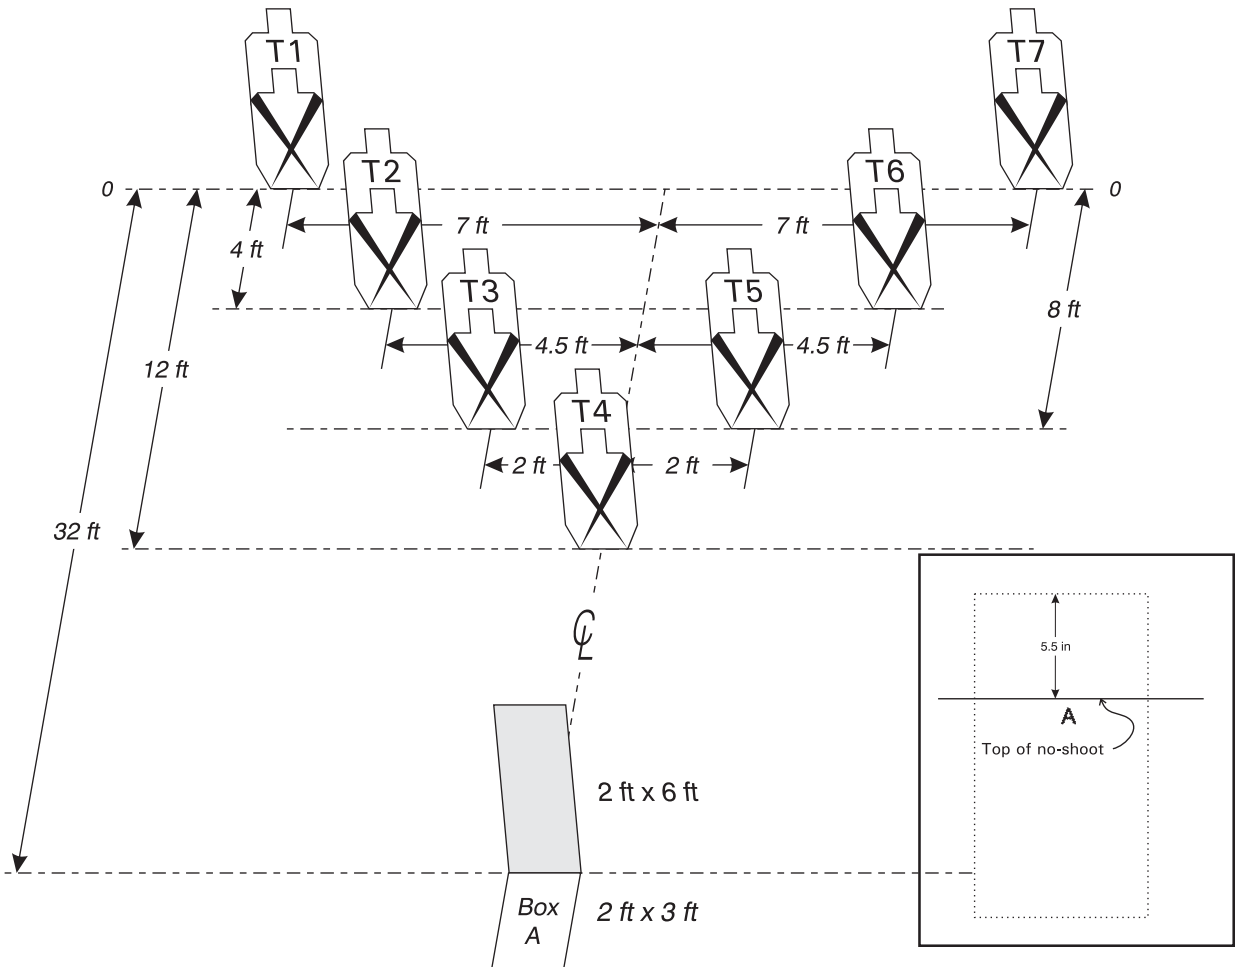 T1
T7
T2
T6
0
0
7 ft
7 ft
4 ft
T3
T5
8 ft
4.5 ft
4.5 ft
12 ft
T4
2 ft
2 ft
32 ft
CL
5.5 in
A
Top of no-shoot
2 ft x 6 ft
Box
A
2 ft x 3 ft